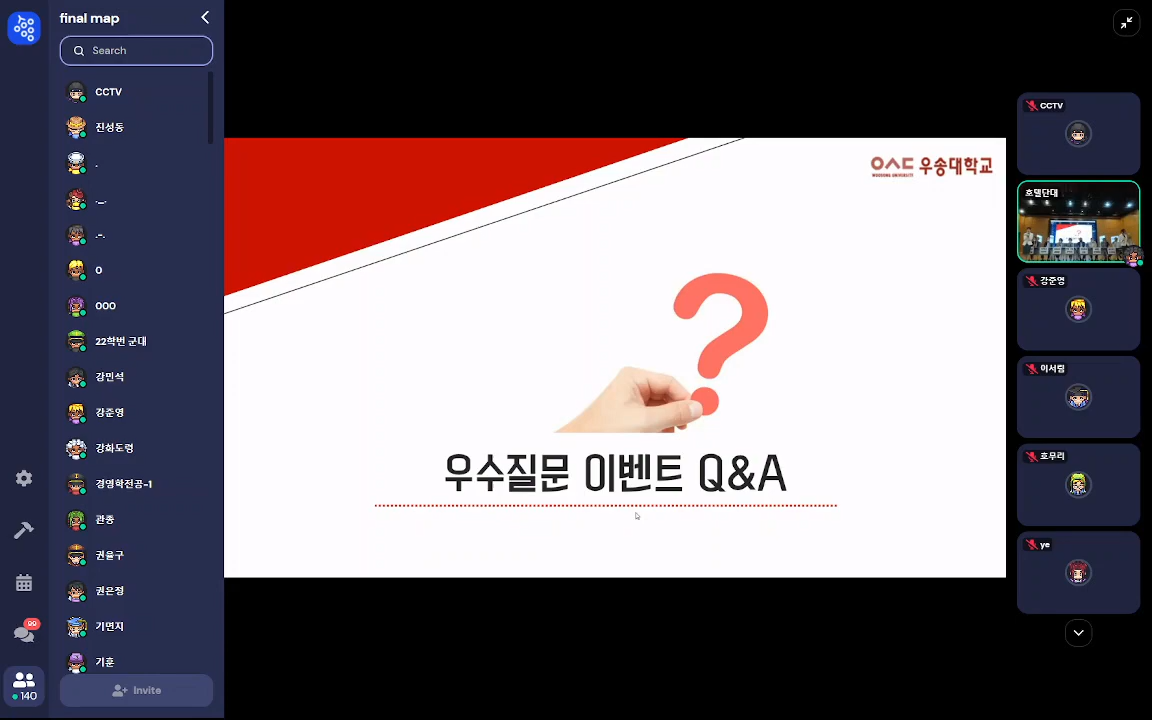 final map
Search
CCTV
진성동
.
._.
.-.
0
000
22학번 군대
강민석
강준영
강화도령
경영학전공-1
관종
권율구
권은정
기면지
기훈
Invite
99
140
우송대학교
WOOSONG UNIVERSITY
우수질문 이벤트 Q&A
CCTV
호텔단대
강준영
이서림
호무리
ye